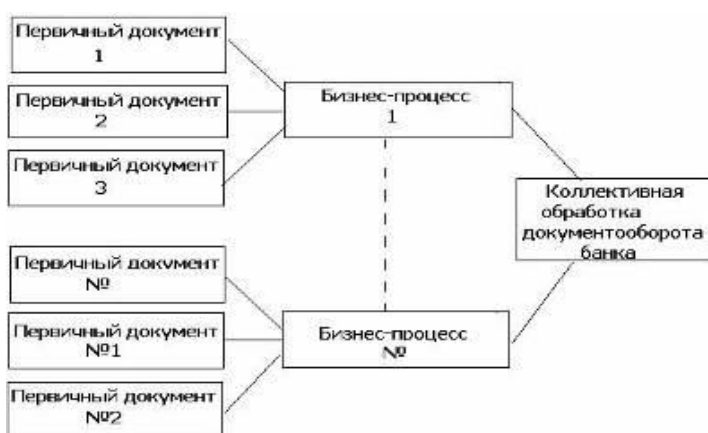 Первичный документ
1
Первичный документ
2
Первичный документ
3
Бизнес-процесс
1
Коллективная
обработка
документооборота
банка
Первичный документ
№
Первичный документ
№1
Первичный документ
№2
Бизнес-процесс
№